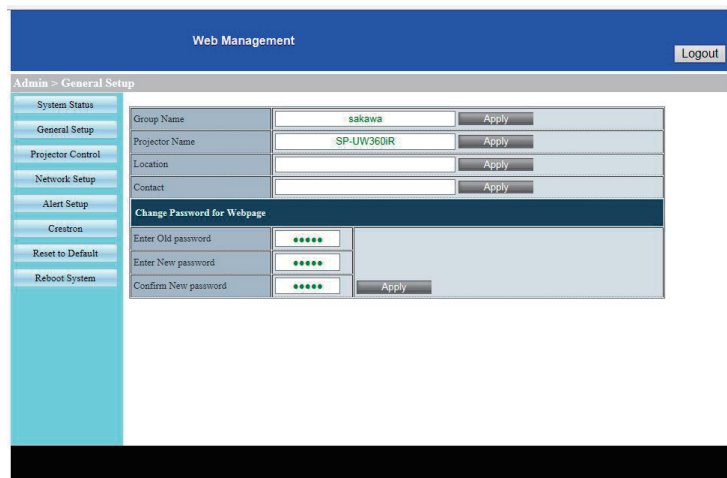 Web Management
Logout
Admin > General Setup
System Status
General Setup
Projector Control
Network Setup
Alert Setup
Crestron
Reset to Default
Reboot System
Group Name sakawa Apply
Projector Name SP-UW360iR Apply
Location Apply
Contact Apply
Change Password for Webpage
Enter Old password •••••
Enter New password •••••
Confirm New password ••••• Apply